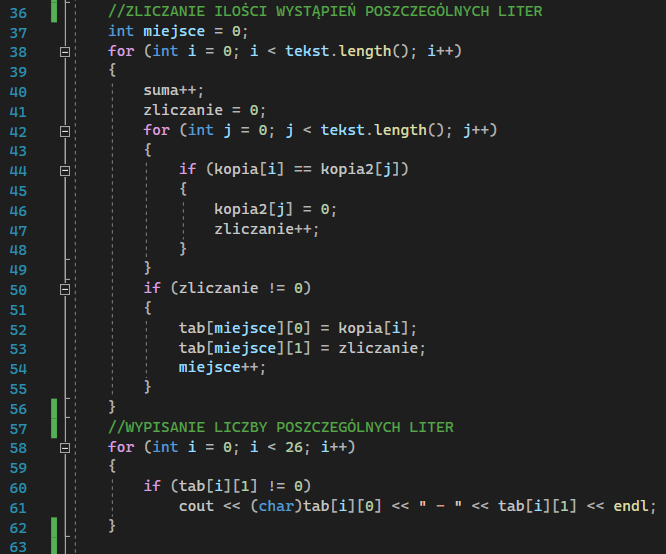 36 //ZLICZANIE ILOŚCI WYSTĄPIEŃ POSZCZEGÓLNYCH LITER
37 int miejsce = 0;
38 for (int i = 0; i < tekst.length(); i++)
39 {
40 suma++;
41 zliczanie = 0;
42 for (int j = 0; j < tekst.length(); j++)
43 {
44 if (kopia[i] == kopia2[j])
45 {
46 kopia2[j] = 0;
47 zliczanie++;
48 }
49 }
50 if (zliczanie != 0)
51 {
52 tab[miejsce][0] = kopia[i];
53 tab[miejsce][1] = zliczanie;
54 miejsce++;
55 }
56 }
57 //WYPISANIE LICZBY POSZCZEGÓLNYCH LITER
58 for (int i = 0; i < 26; i++)
59 {
60 if (tab[i][1] != 0)
61 cout << (char)tab[i][0] << " - " << tab[i][1] << endl;
62 }
63